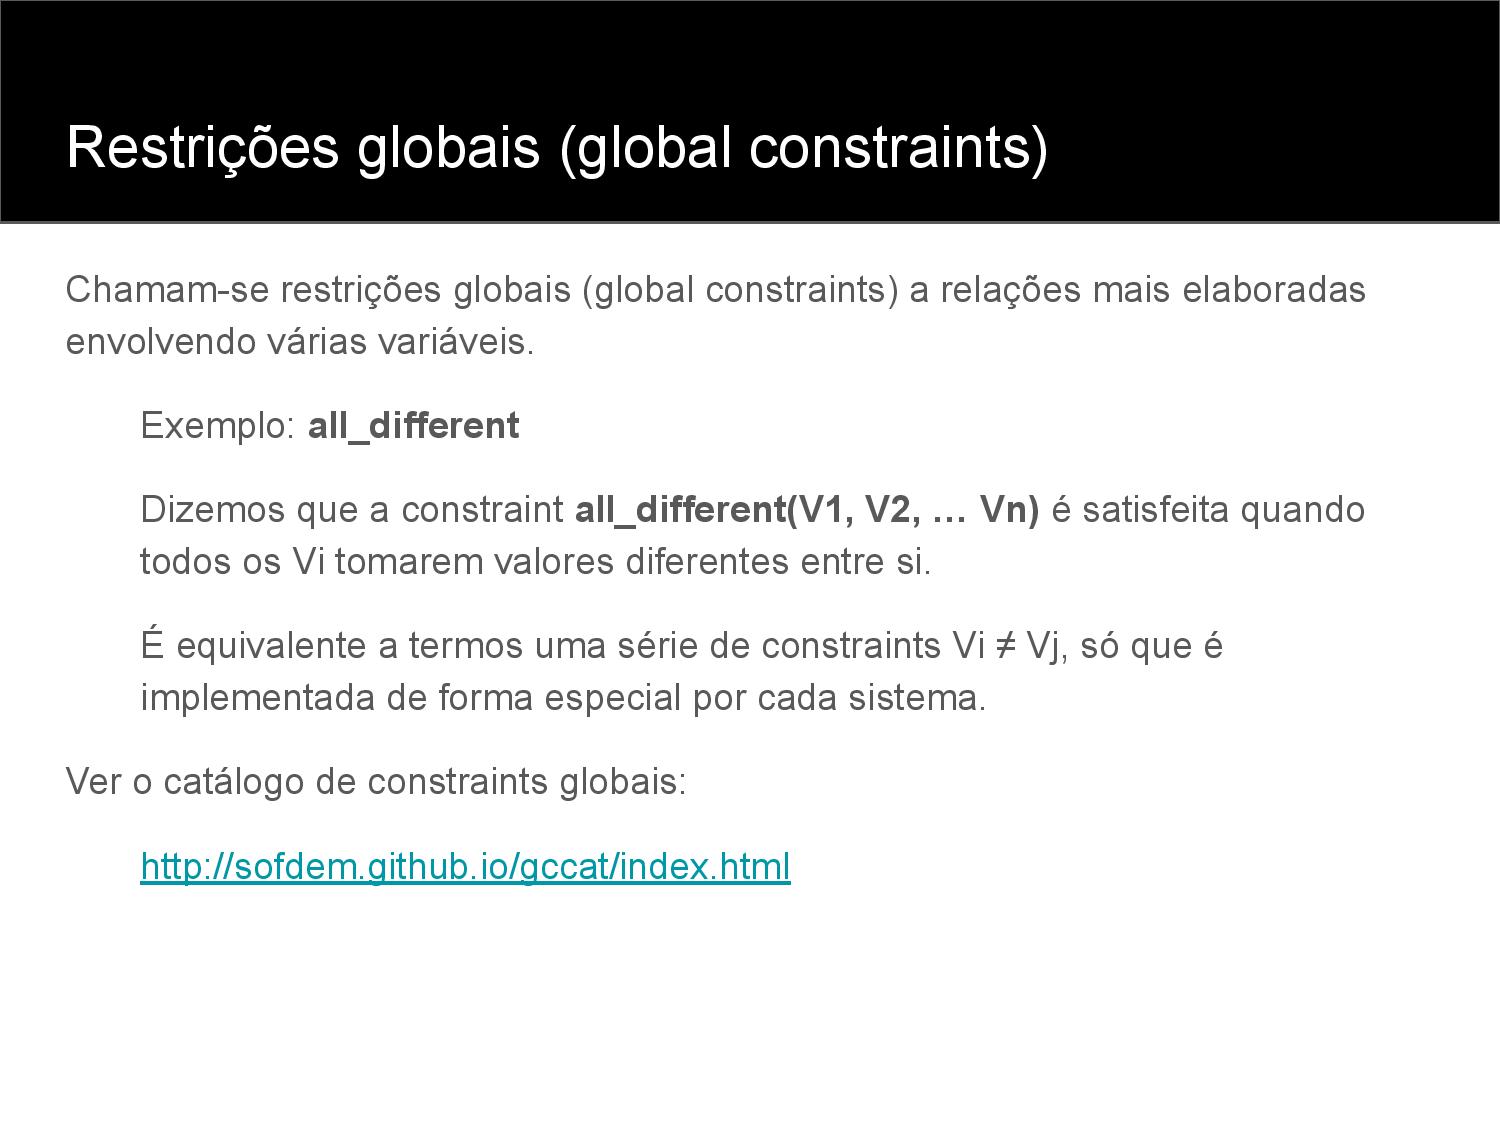 Restrições globais (global constraints)
Chamam-se restrições globais (global constraints) a relações mais elaboradas
envolvendo várias variáveis.
Exemplo: all_different
Dizemos que a constraint all_different(V1, V2, … Vn) é satisfeita quando
todos os Vi tomarem valores diferentes entre si.
É equivalente a termos uma série de constraints Vi ≠ Vj, só que é
implementada de forma especial por cada sistema.
Ver o catálogo de constraints globais:
http://sofdem.github.io/gccat/index.html